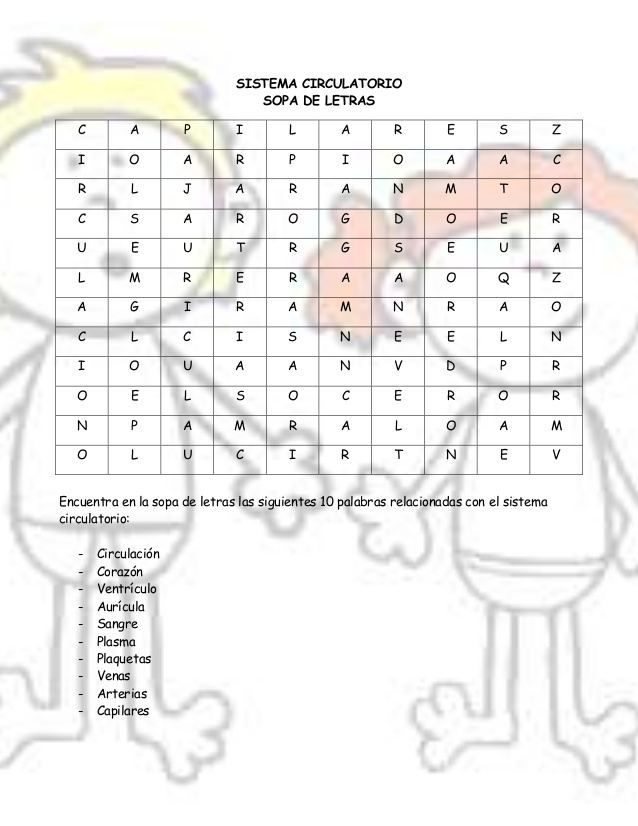 SISTEMA CIRCULATORIO
SOPA DE LETRAS
C A P I L A R E S Z
I O A R P I O A A C
R L J A R A N M T O
C S A R O G D O E R
U E U T R G S E U A
L M R E R A A O Q Z
A G I R A M N R A O
C L C I S N E E L N
I O U A A N V D P R
O E L S O C E R O R
N P A M R A L O A M
O L U C I R T N E V
Encuentra en la sopa de letras las siguientes 10 palabras relacionadas con el sistema
circulatorio:
- Circulación
- Corazón
- Ventrículo
- Aurícula
- Sangre
- Plasma
- Plaquetas
- Venas
- Arterias
- Capilares